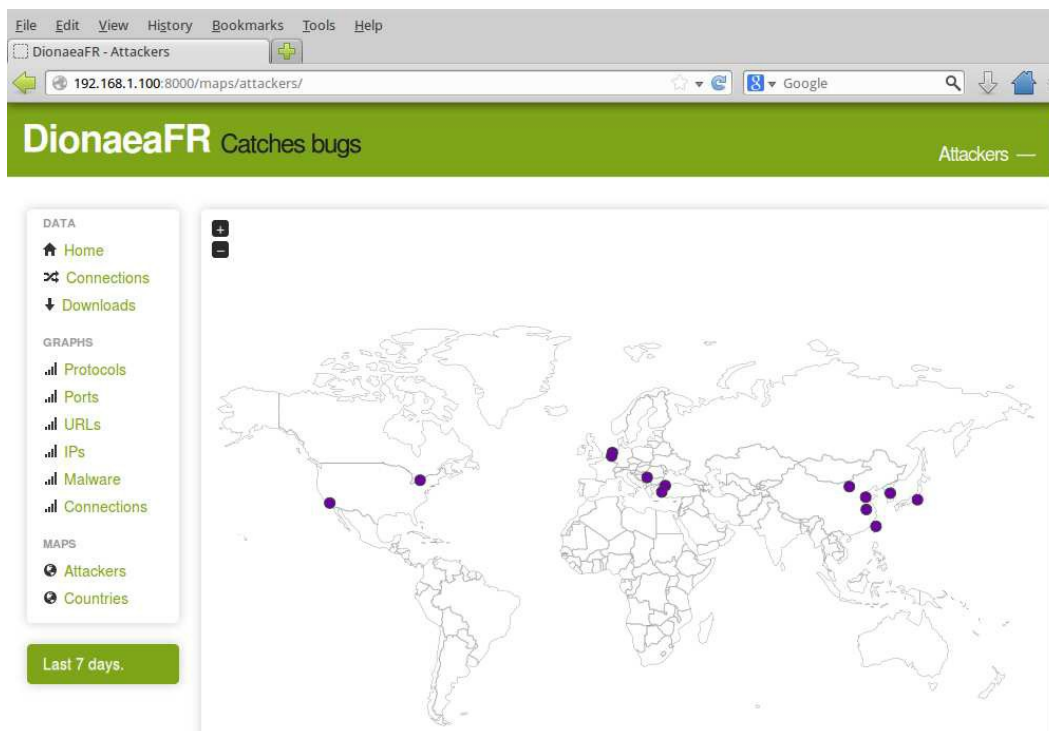 File Edit View History Bookmarks Tools Help
DionaeaFR - Attackers
192.168.1.100:8000/maps/attackers/
Google
DionaeaFR Catches bugs
Attackers —
DATA
Home
Connections
Downloads
GRAPHS
Protocols
Ports
URLs
IPs
Malware
Connections
MAPS
Attackers
Countries
Last 7 days.
+
−